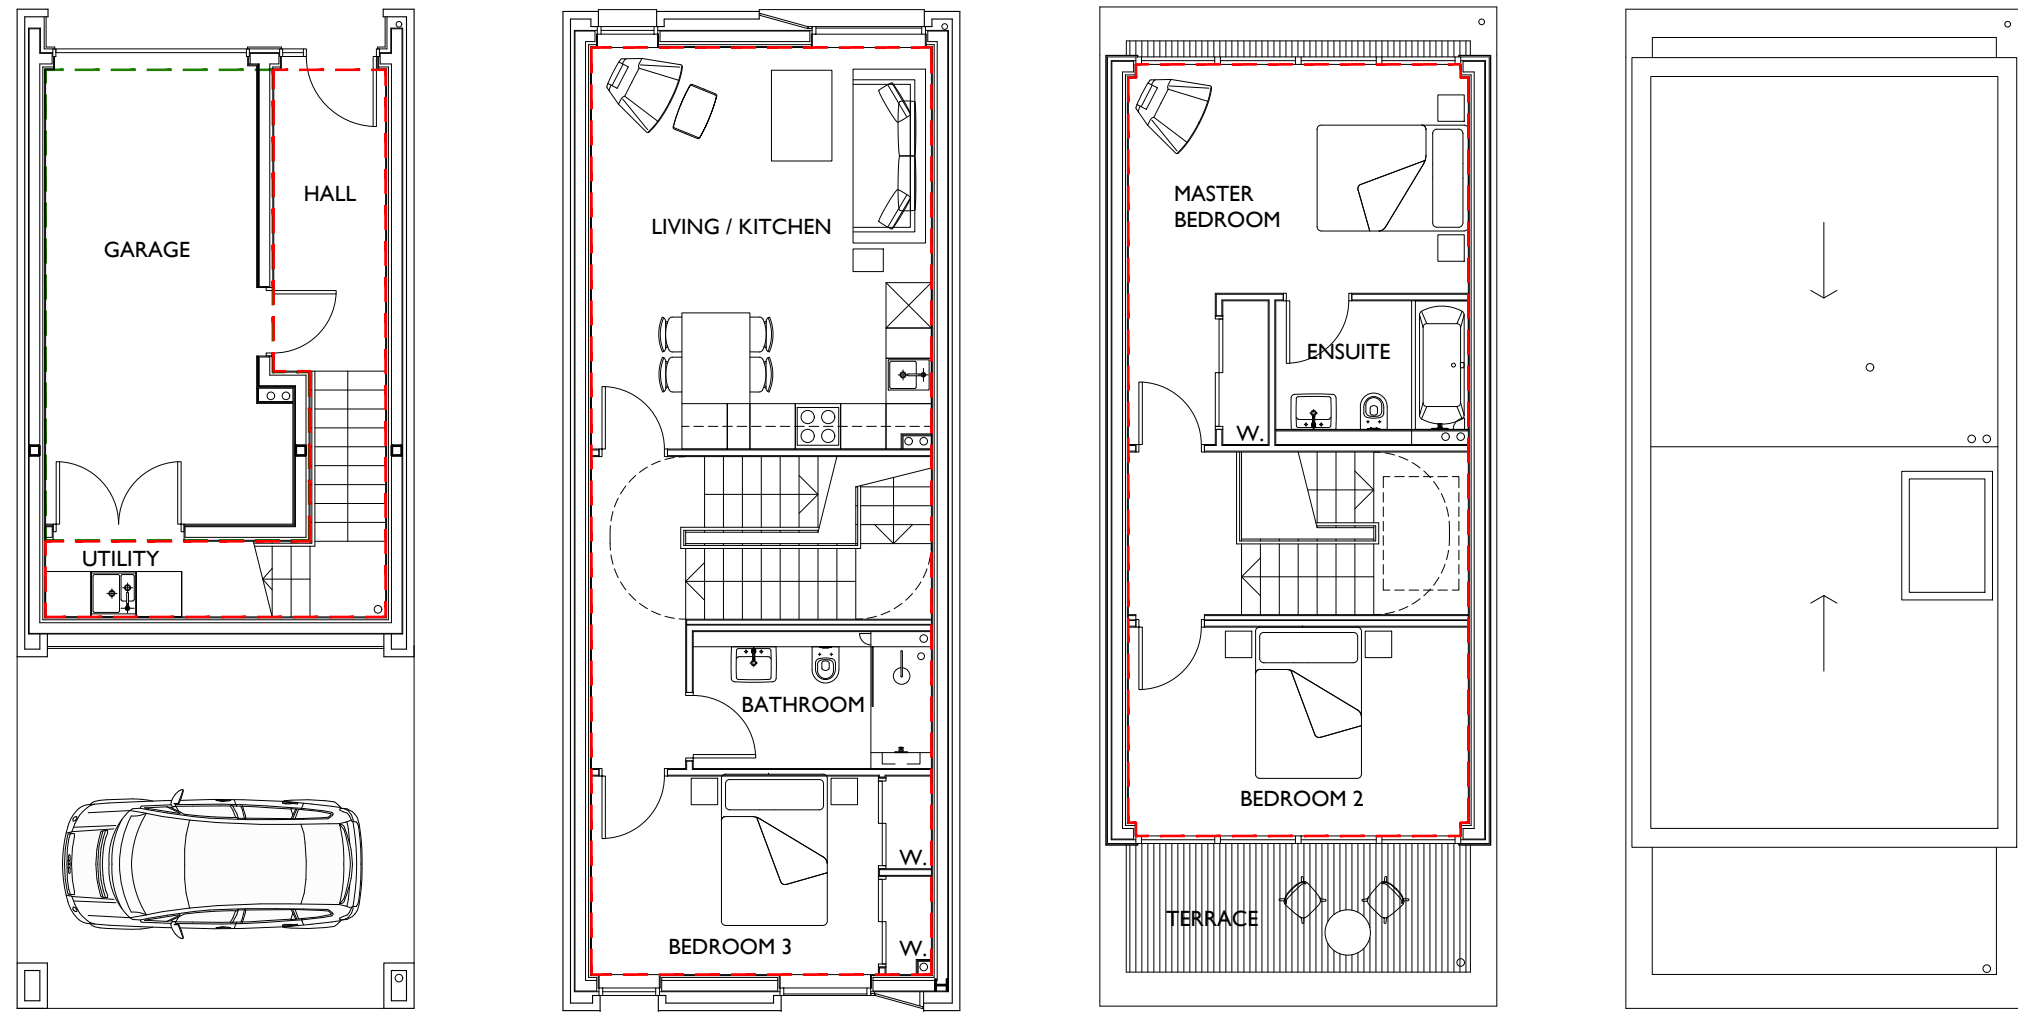 HALL
GARAGE
UTILITY
LIVING / KITCHEN
BATHROOM
W.
BEDROOM 3
W.
MASTER
BEDROOM
ENSUITE
W.
BEDROOM 2
TERRACE